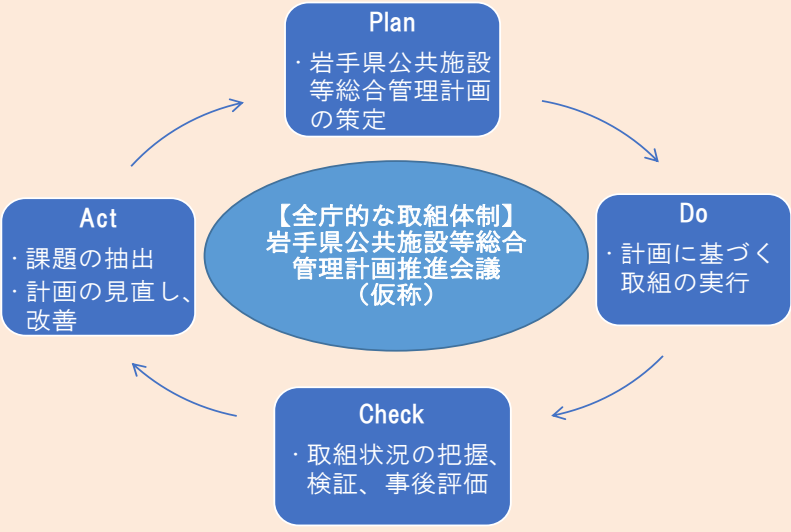 Plan
・岩手県公共施設
等総合管理計画
の策定
Act
・課題の抽出
・計画の見直し、
改善
【全庁的な取組体制】
岩手県公共施設等総合
管理計画推進会議
（仮称）
Do
・計画に基づく
取組の実行
Check
・取組状況の把握、
検証、事後評価